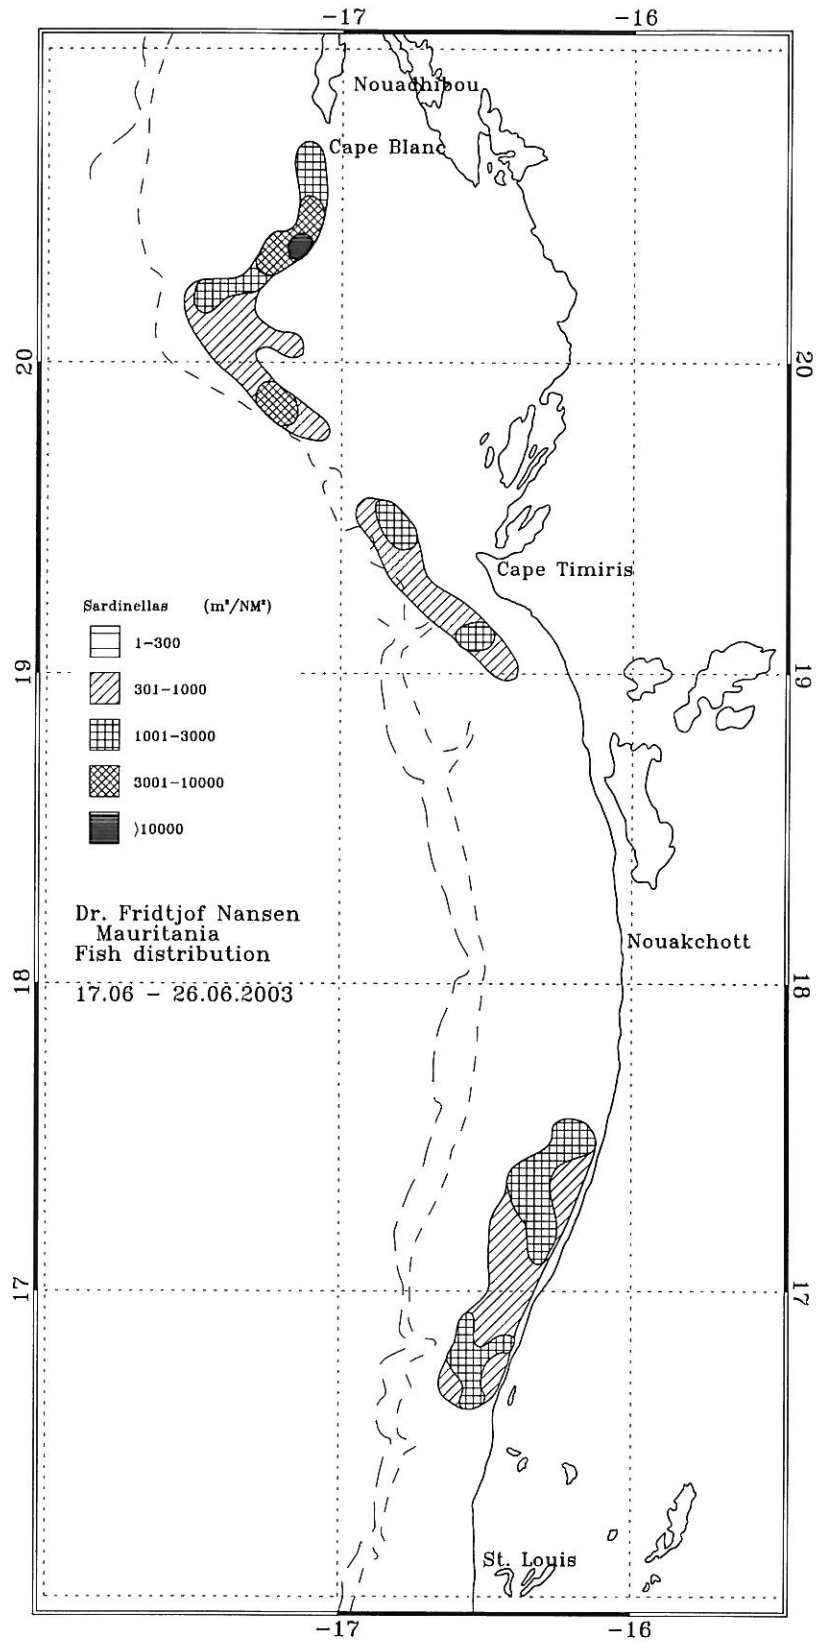 -17 -16
Nouadhibou
Cape Blanc
20 20
Cape Timiris
Sardinellas (m²/NM²)
1-300
19 19
301-1000
1001-3000
3001-10000
⟩10000
Dr. Fridtjof Nansen
Mauritania
Nouakchott
Fish distribution
18 18
17.06 - 26.06.2003
17 17
St. Louis
-17 -16